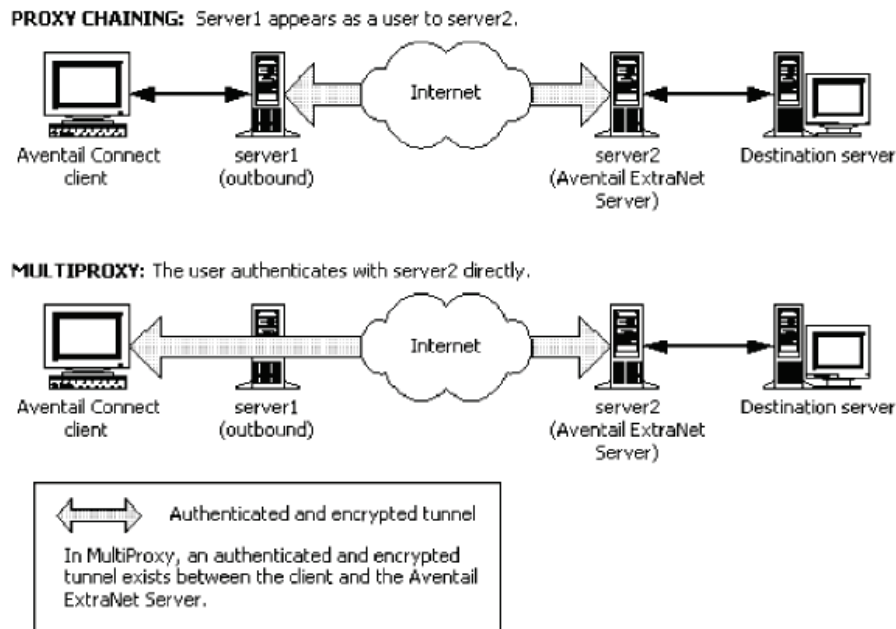 PROXY CHAINING: Server1 appears as a user to server2.
Internet
Aventail Connect
client
server1
(outbound)
server2
(Aventail ExtraNet
Server)
Destination server
MULTIPROXY: The user authenticates with server2 directly.
Internet
Aventail Connect
client
server1
(outbound)
server2
(Aventail ExtraNet
Server)
Destination server
Authenticated and encrypted tunnel
In MultiProxy, an authenticated and encrypted
tunnel exists between the client and the Aventail
ExtraNet Server.